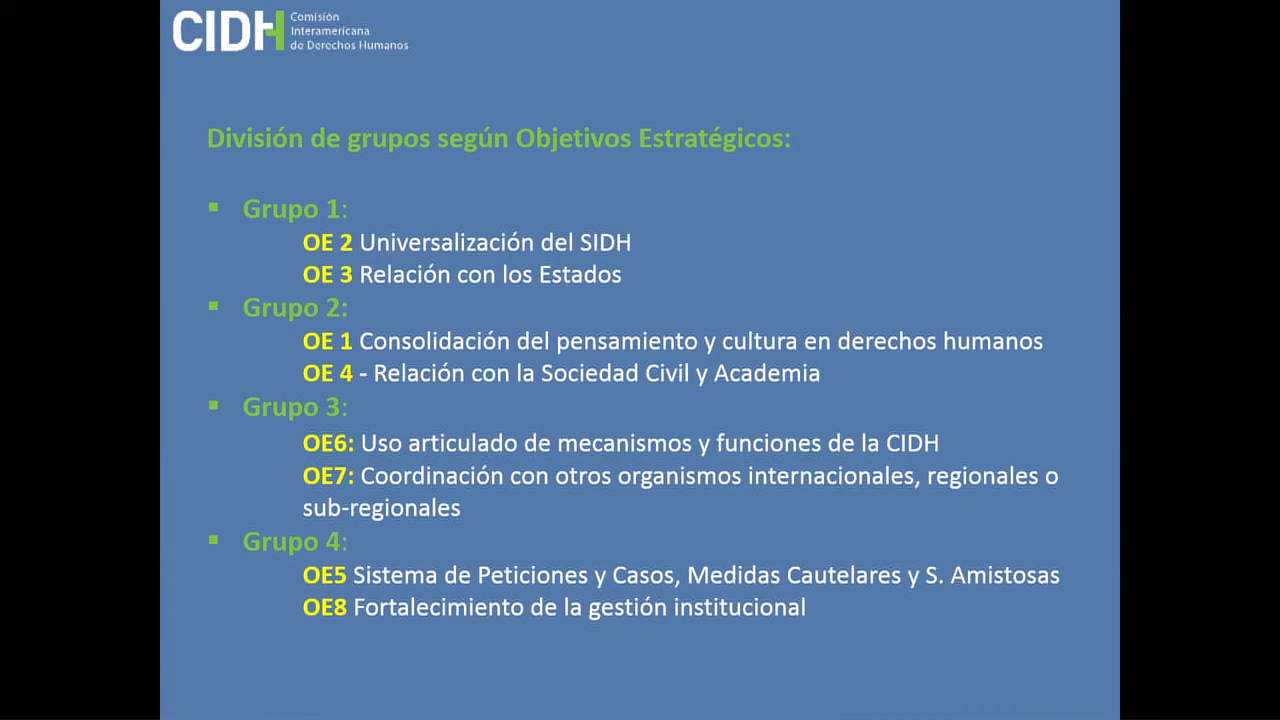 CIDH
Comisión
Interamericana
de Derechos Humanos
División de grupos según Objetivos Estratégicos:
▪ Grupo 1:
OE 2 Universalización del SIDH
OE 3 Relación con los Estados
▪ Grupo 2:
OE 1 Consolidación del pensamiento y cultura en derechos humanos
OE 4 - Relación con la Sociedad Civil y Academia
▪ Grupo 3:
OE6: Uso articulado de mecanismos y funciones de la CIDH
OE7: Coordinación con otros organismos internacionales, regionales o
sub-regionales
▪ Grupo 4:
OE5 Sistema de Peticiones y Casos, Medidas Cautelares y S. Amistosas
OE8 Fortalecimiento de la gestión institucional